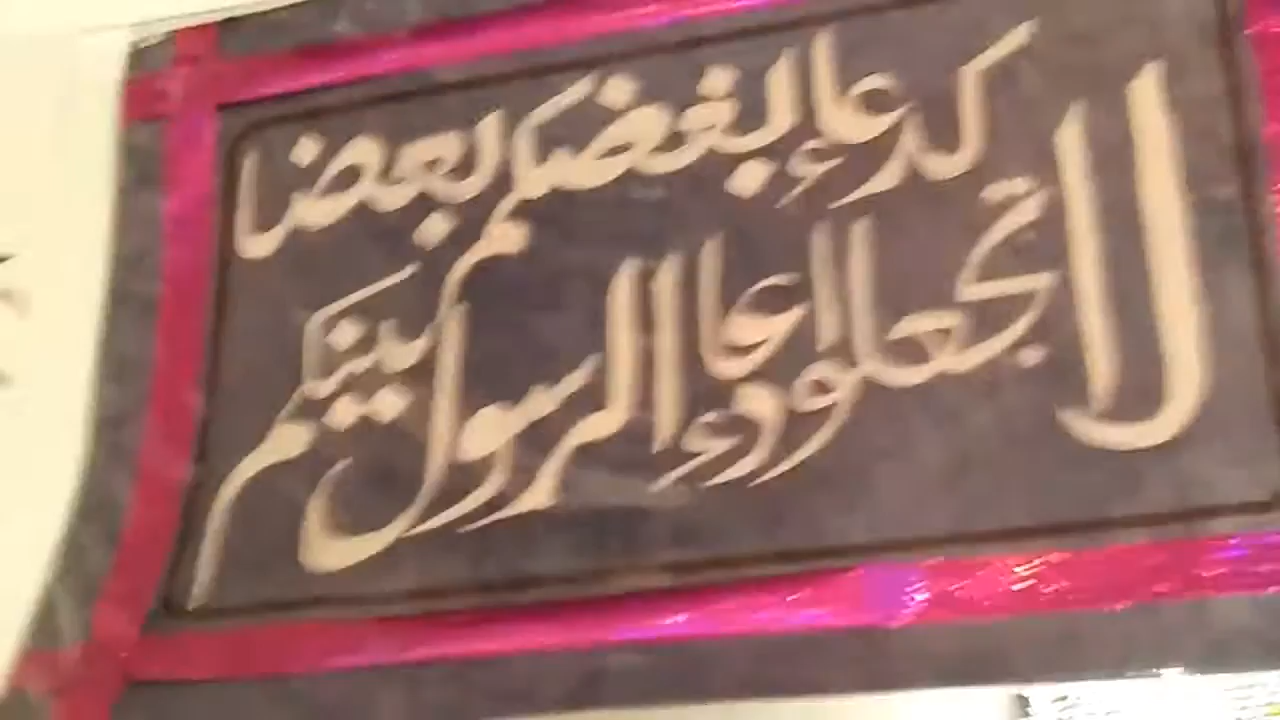 لا تجعلوا دعاء الرسول بينكم
كدعاء بعضكم بعضا